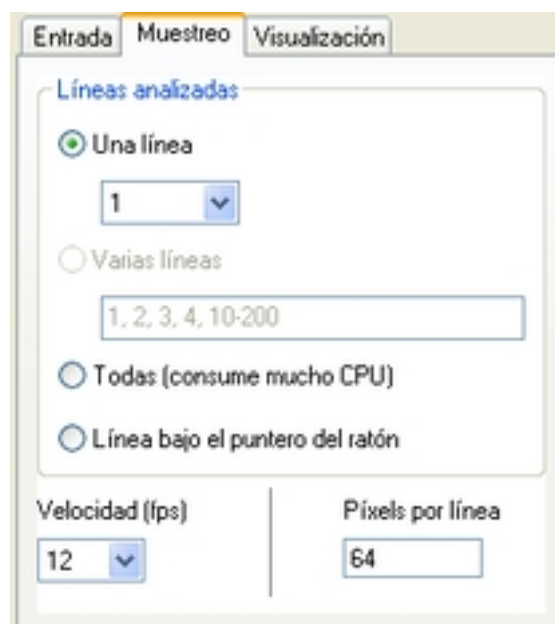 Entrada Muestreo Visualización
Líneas analizadas
Una línea
1
Varias líneas
1, 2, 3, 4, 10-200
Todas (consume mucho CPU)
Línea bajo el puntero del ratón
Velocidad (fps) Píxels por línea
12 64